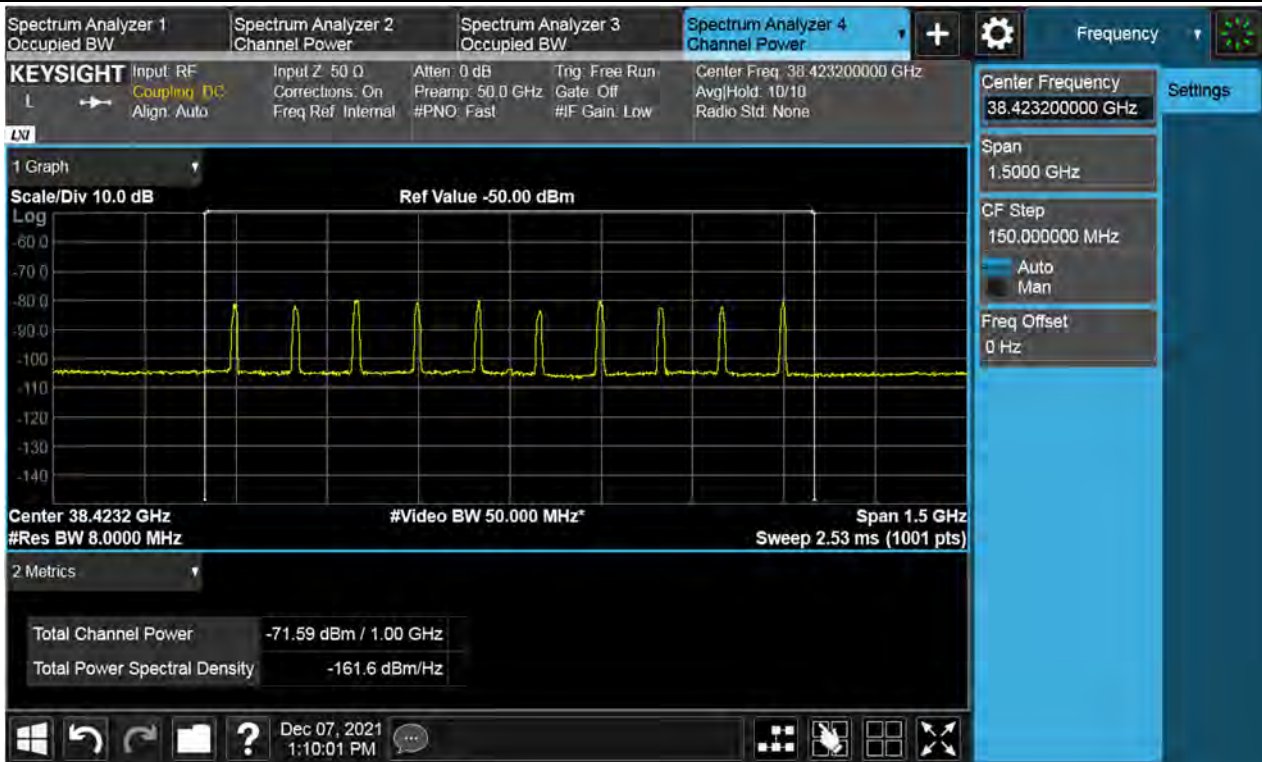 Spectrum Analyzer 1
Occupied BW
Spectrum Analyzer 2
Channel Power
Spectrum Analyzer 3
Occupied BW
Spectrum Analyzer 4
Channel Power
+
Frequency
KEYSIGHT
L
LXI
Input: RF
Coupling: DC
Align: Auto
Input Z: 50 Ω
Corrections: On
Freq Ref: Internal
Atten: 0 dB
Preamp: 50.0 GHz
#PNO: Fast
Trig: Free Run
Gate: Off
#IF Gain: Low
Center Freq: 38.423200000 GHz
Avg|Hold: 10/10
Radio Std: None
Center Frequency
38.423200000 GHz
Settings
Span
1.5000 GHz
CF Step
150.000000 MHz
Auto
Man
Freq Offset
0 Hz
1 Graph
Scale/Div 10.0 dB
Ref Value -50.00 dBm
Log
-60.0
-70.0
-80.0
-90.0
-100
-110
-120
-130
-140
Center 38.4232 GHz
#Video BW 50.000 MHz*
Span 1.5 GHz
#Res BW 8.0000 MHz
Sweep 2.53 ms (1001 pts)
2 Metrics
Total Channel Power
-71.59 dBm / 1.00 GHz
Total Power Spectral Density
-161.6 dBm/Hz
?
Dec 07, 2021
1:10:01 PM